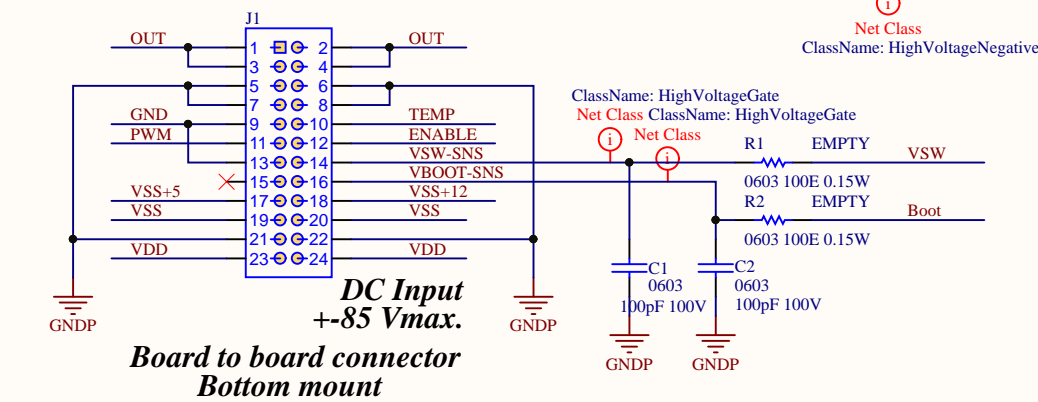 J1
OUT 1 2 OUT
3 4
5 6
7 8
GND 9 10 TEMP
PWM 11 12 ENABLE
13 14 VSW-SNS
15 16 VBOOT-SNS
VSS+5 17 18 VSS+12
VSS 19 20 VSS
21 22
VDD 23 24 VDD
GNDP
GNDP
DC Input
+-85 Vmax.
Board to board connector
Bottom mount
i
Net Class
ClassName: HighVoltageNegative
ClassName: HighVoltageGate
Net Class ClassName: HighVoltageGate
i
Net Class
i
R1 EMPTY
VSW
0603 100E 0.15W
R2 EMPTY
Boot
0603 100E 0.15W
C1
0603
100pF 100V
C2
0603
100pF 100V
GNDP
GNDP